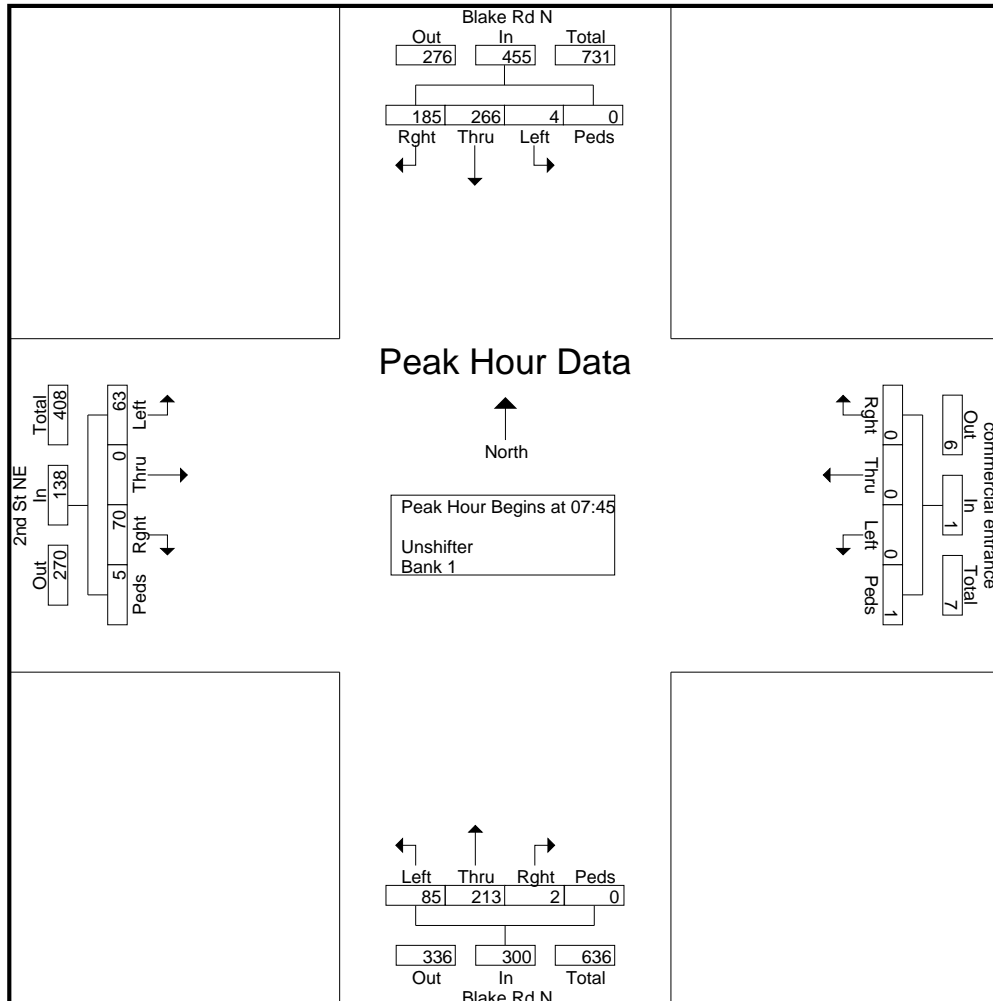 Blake Rd N
Out In Total
276 455 731
185 266 4 0
Rght Thru Left Peds
Peak Hour Data
North
Peak Hour Begins at 07:45
Unshifter
Bank 1
2nd St NE
Total In Out
408 138 270
63 0 70 5
Left Thru Rght Peds
commercial entrance
Out In Total
6 1 7
0 0 0 1
Rght Thru Left Peds
Left Thru Rght Peds
85 213 2 0
336 300 636
Out In Total
Blake Rd N